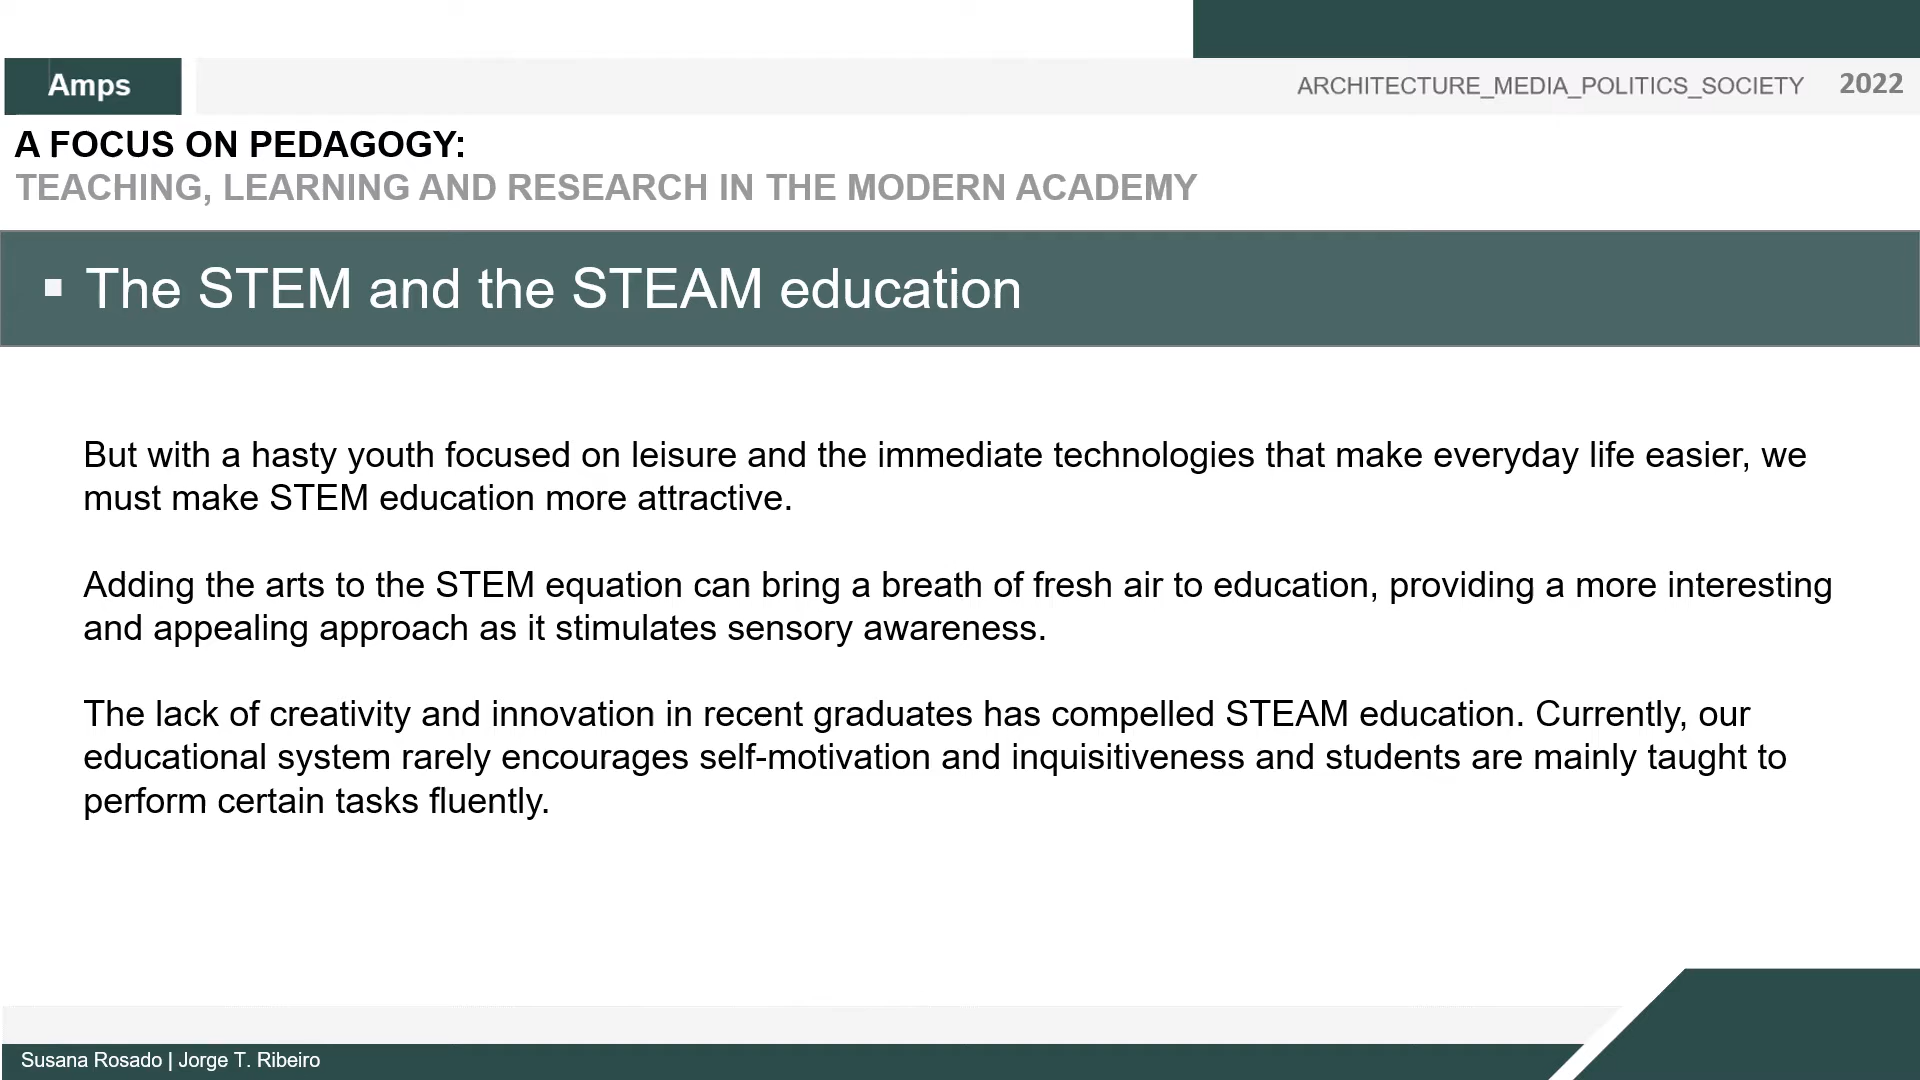 Amps
ARCHITECTURE_MEDIA_POLITICS_SOCIETY 2022
A FOCUS ON PEDAGOGY:
TEACHING, LEARNING AND RESEARCH IN THE MODERN ACADEMY
▪ The STEM and the STEAM education
But with a hasty youth focused on leisure and the immediate technologies that make everyday life easier, we
must make STEM education more attractive.
Adding the arts to the STEM equation can bring a breath of fresh air to education, providing a more interesting
and appealing approach as it stimulates sensory awareness.
The lack of creativity and innovation in recent graduates has compelled STEAM education. Currently, our
educational system rarely encourages self-motivation and inquisitiveness and students are mainly taught to
perform certain tasks fluently.
Susana Rosado | Jorge T. Ribeiro